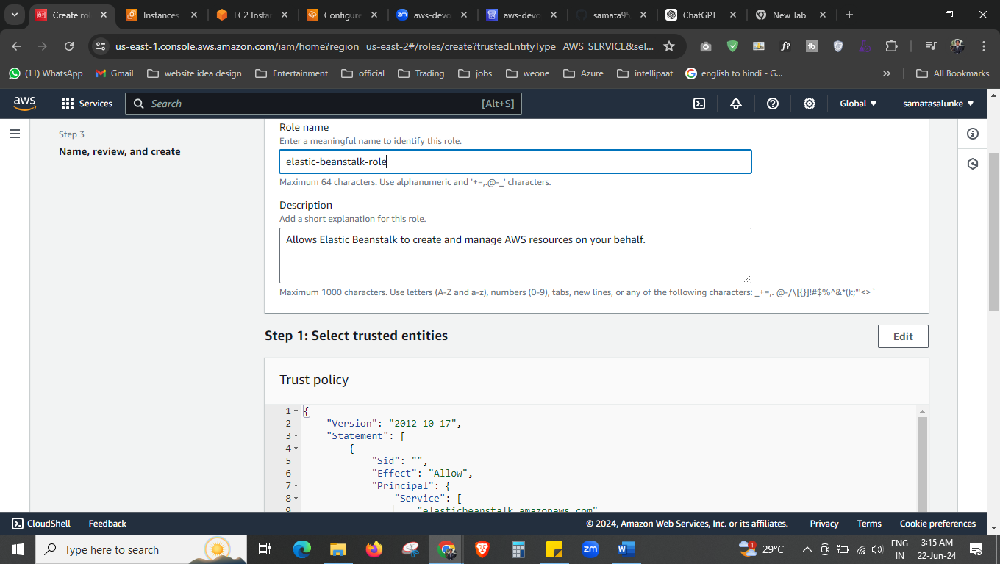 Create rol
Instances
EC2 Instan
Configure
zm aws-devo
aws-devo
samata95
ChatGPT
New Tab
us-east-1.console.aws.amazon.com/iam/home?region=us-east-2#/roles/create?trustedEntityType=AWS_SERVICE&sel...
(11) WhatsApp
Gmail
website idea design
Entertainment
official
Trading
jobs
weone
Azure
intellipaat
english to hindi - G...
All Bookmarks
aws
Services
Search
[Alt+S]
Global
samatasalunke
Step 3
Name, review, and create
Role name
Enter a meaningful name to identify this role.
elastic-beanstalk-role
Maximum 64 characters. Use alphanumeric and '+=,.@-_' characters.
Description
Add a short explanation for this role.
Allows Elastic Beanstalk to create and manage AWS resources on your behalf.
Maximum 1000 characters. Use letters (A-Z and a-z), numbers (0-9), tabs, new lines, or any of the following characters: _+=,. @-/\[{}]!#$%^&*();:"'<>`
Step 1: Select trusted entities
Edit
Trust policy
1 {
2 "Version": "2012-10-17",
3 "Statement": [
4 {
5 "Sid": "",
6 "Effect": "Allow",
7 "Principal": {
8 "Service": [
9 "elasticbeanstalk.amazonaws.com"
CloudShell
Feedback
© 2024, Amazon Web Services, Inc. or its affiliates.
Privacy
Terms
Cookie preferences
Type here to search
zm
1
29°C
ENG
IN
3:15 AM
22-Jun-24